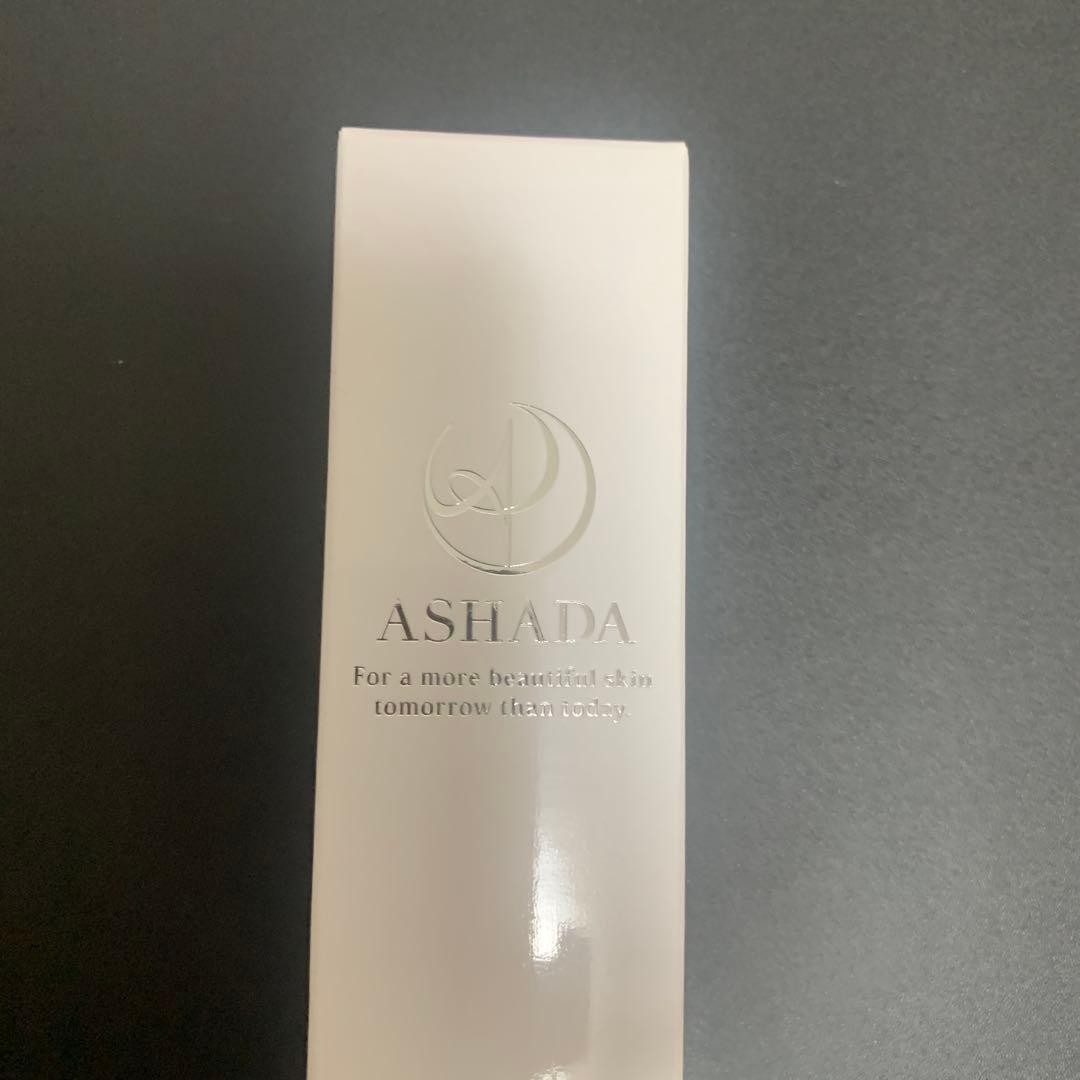 ASHADA
For a more beautiful skin
tomorrow than today.